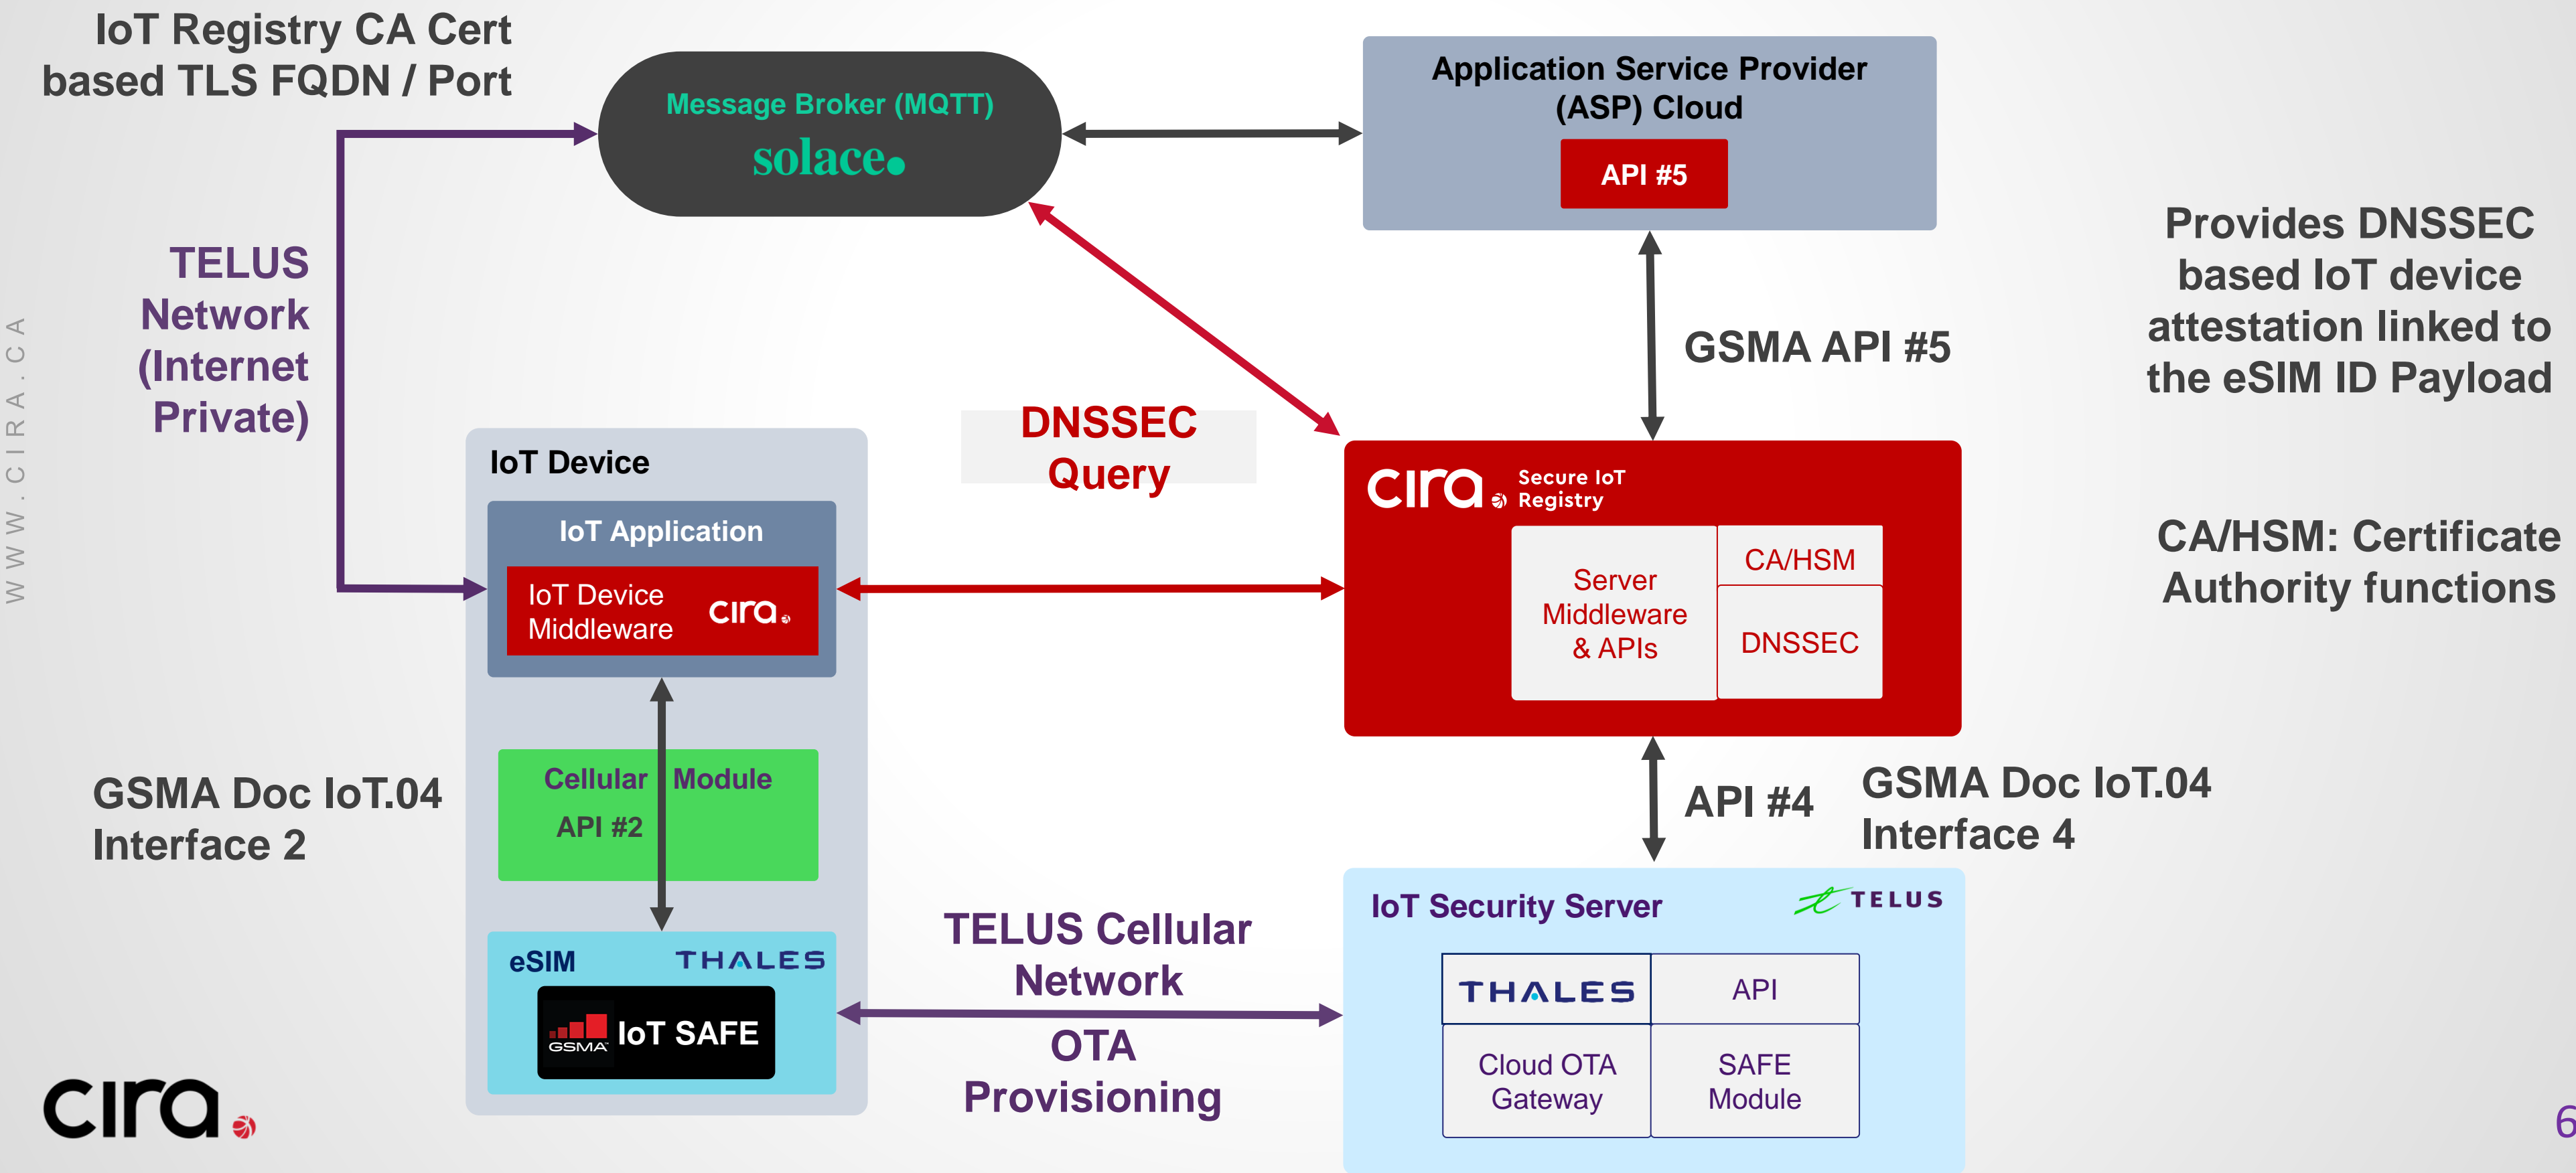 IoT Registry CA Cert
based TLS FQDN / Port
Message Broker (MQTT)
solace
Application Service Provider
(ASP) Cloud
API #5
TELUS
Network
(Internet
Private)
WWW.CIRA.CA
GSMA API #5
Provides DNSSEC
based IoT device
attestation linked to
the eSIM ID Payload
DNSSEC
Query
IoT Device
IoT Application
IoT Device
Middleware
cira
cira
Secure IoT
Registry
Server
Middleware
& APIs
CA/HSM
DNSSEC
CA/HSM: Certificate
Authority functions
GSMA Doc IoT.04
Interface 2
Cellular Module
API #2
API #4
GSMA Doc IoT.04
Interface 4
eSIM
THALES
GSMA
IoT SAFE
TELUS Cellular
Network
OTA
Provisioning
IoT Security Server
TELUS
THALES
API
Cloud OTA
Gateway
SAFE
Module
cira
6